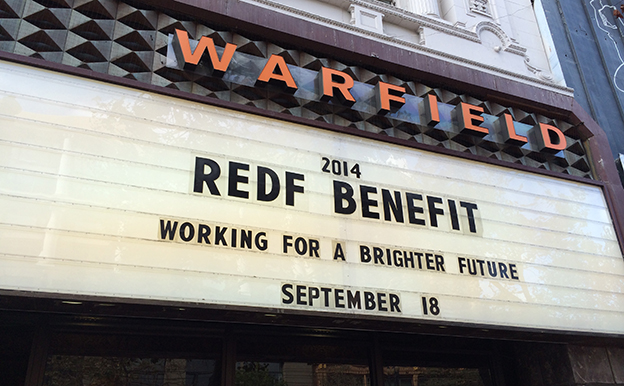 WARFIELD
2014
REDF BENEFIT
WORKING FOR A BRIGHTER FUTURE
SEPTEMBER 18